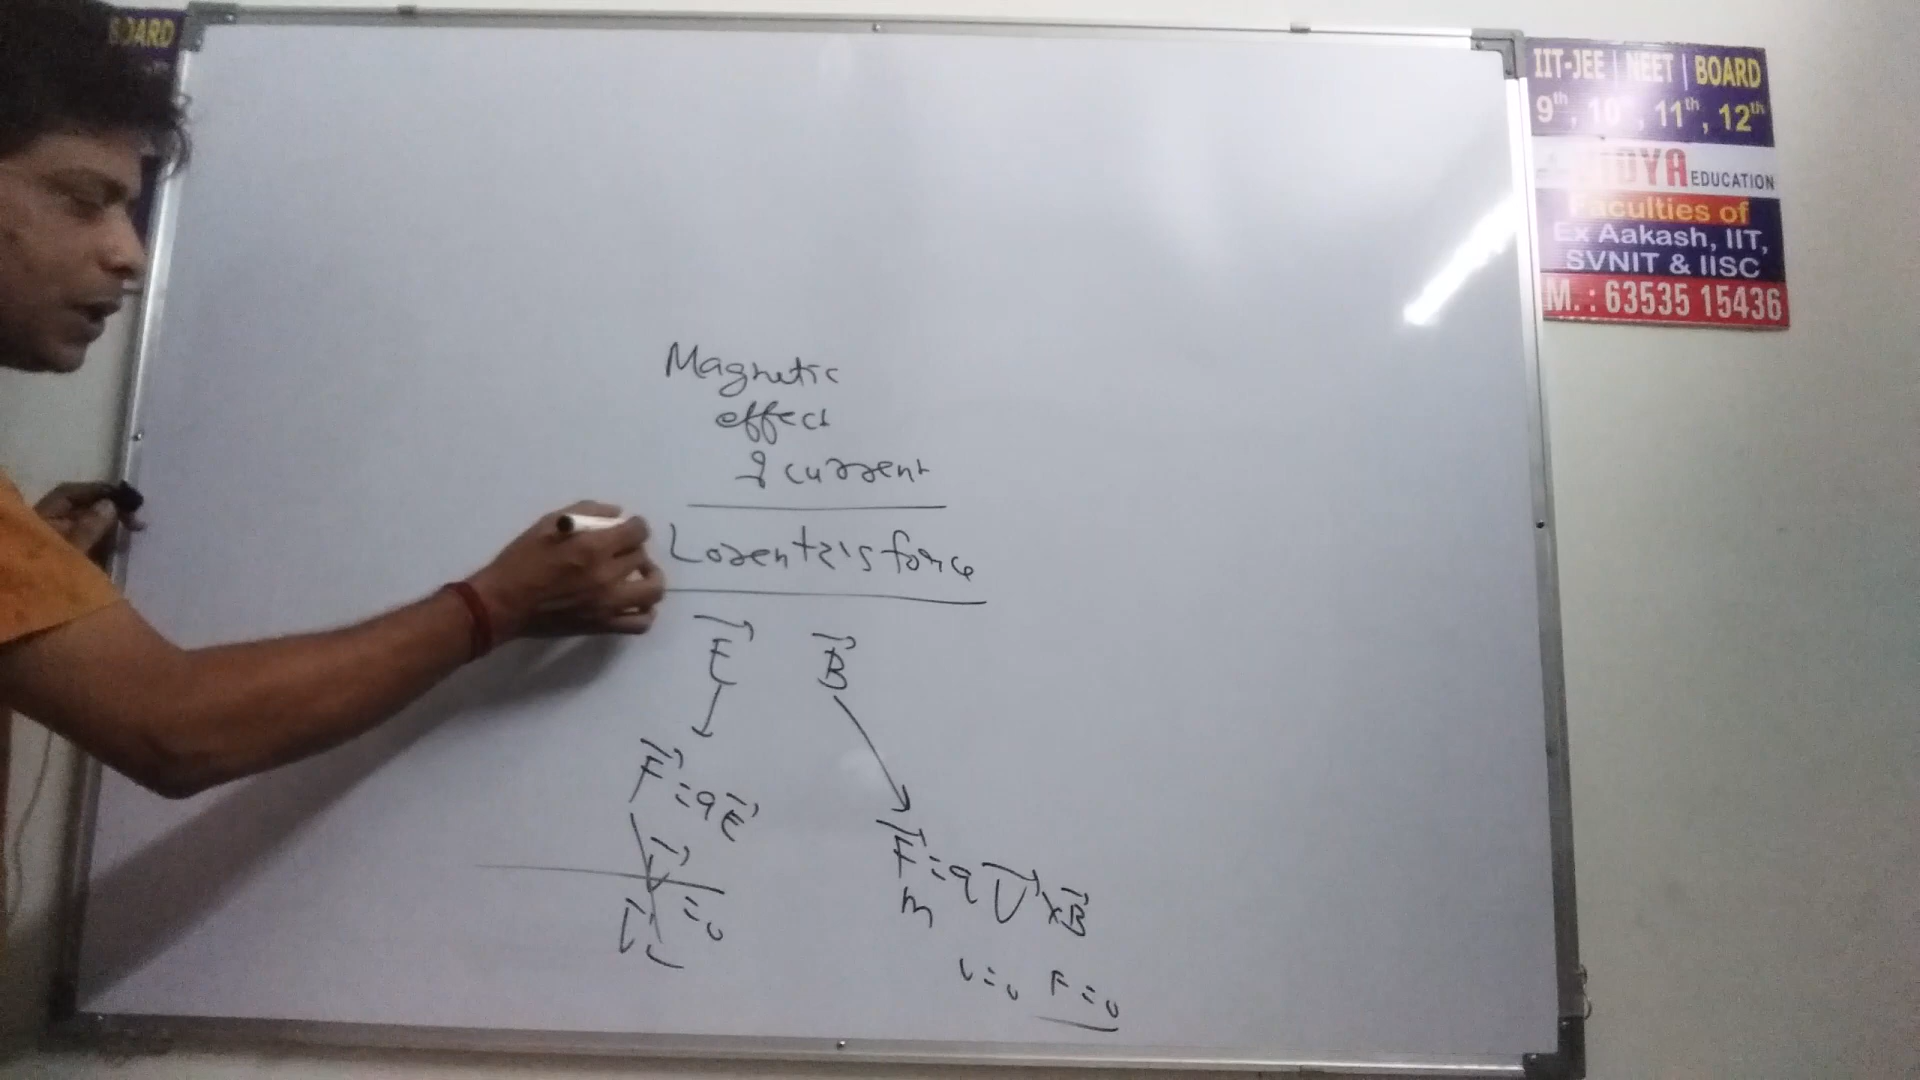 BOARD
IIT-JEE | NEET | BOARD
9th, 10th, 11th, 12th
EDUCATION
Faculties of
Ex Aakash, IIT,
SVNIT & IISC
M. : 63535 15436
Magnetic
effect
of current
Lorentz's force
E⃗ B⃗
F⃗ = qE⃗
F⃗m = q V⃗ × B⃗
v = 0 F = 0